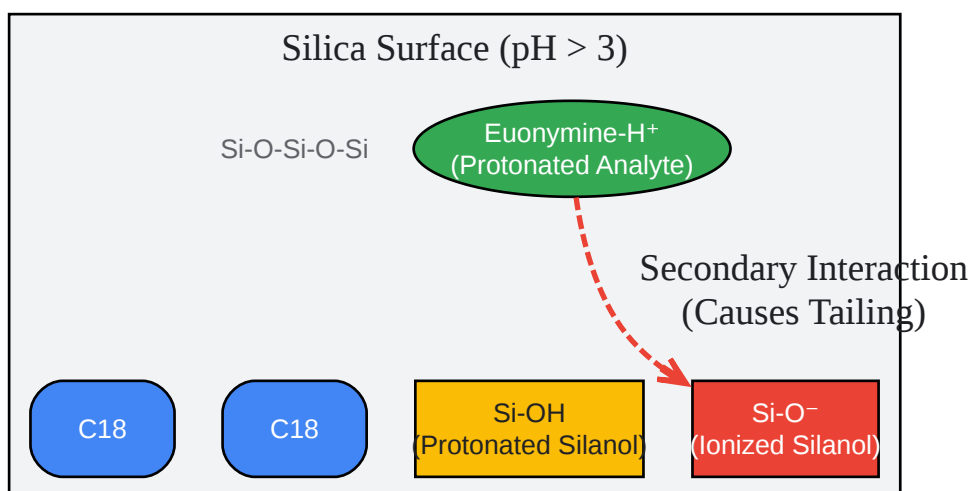 Silica Surface (pH > 3)
Si-O-Si-O-Si
Euonymine-H⁺
(Protonated Analyte)
Secondary Interaction
(Causes Tailing)
C18
C18
Si-OH
(Protonated Silanol)
Si-O⁻
(Ionized Silanol)